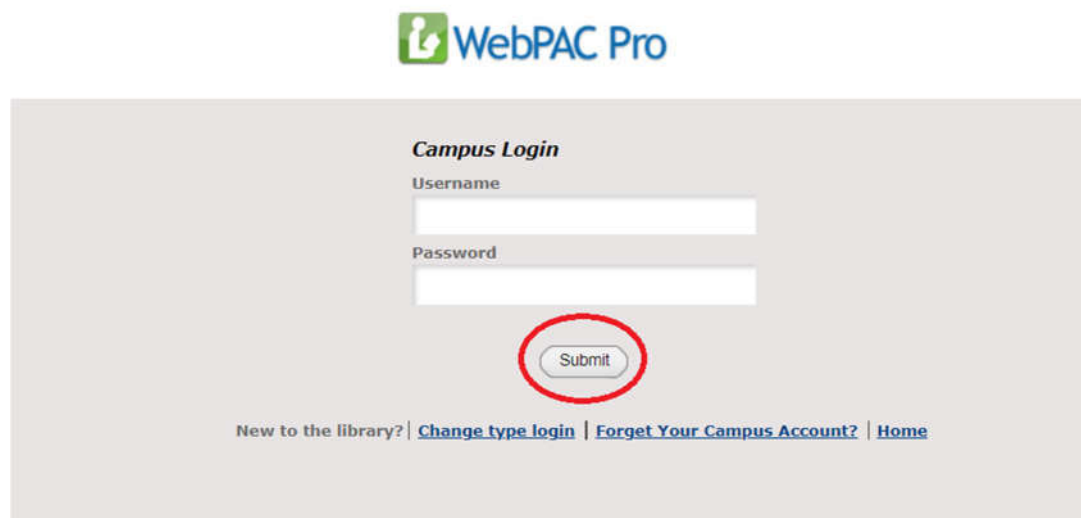 WebPAC Pro
Campus Login
Username
Password
Submit
New to the library? | Change type login | Forget Your Campus Account? | Home